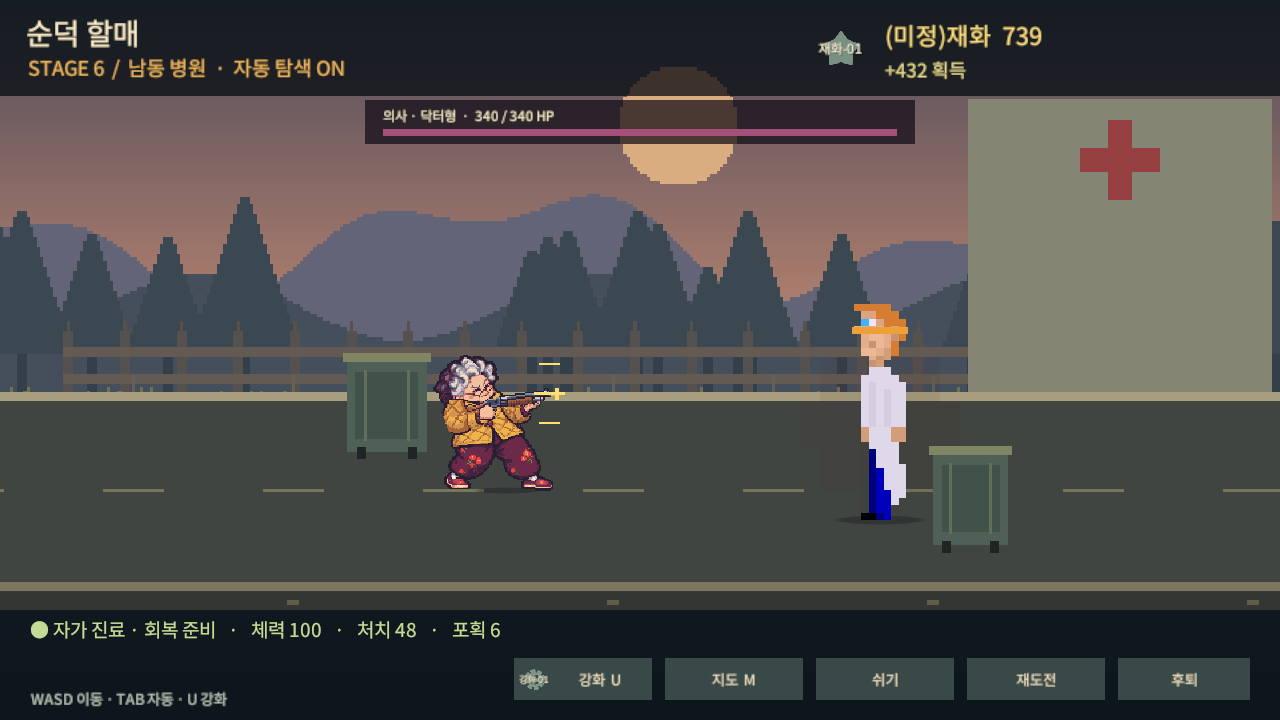 순덕 할매
STAGE 6 / 남동 병원 · 자동 탐색 ON
재화-01
(미정)재화 739
+432 획득
의사 · 닥터형 · 340 / 340 HP
자가 진료 · 회복 준비 · 체력 100 · 처치 48 · 포획 6
강화-01
강화 U
지도 M
쉬기
재도전
후퇴
WASD 이동 · TAB 자동 · U 강화